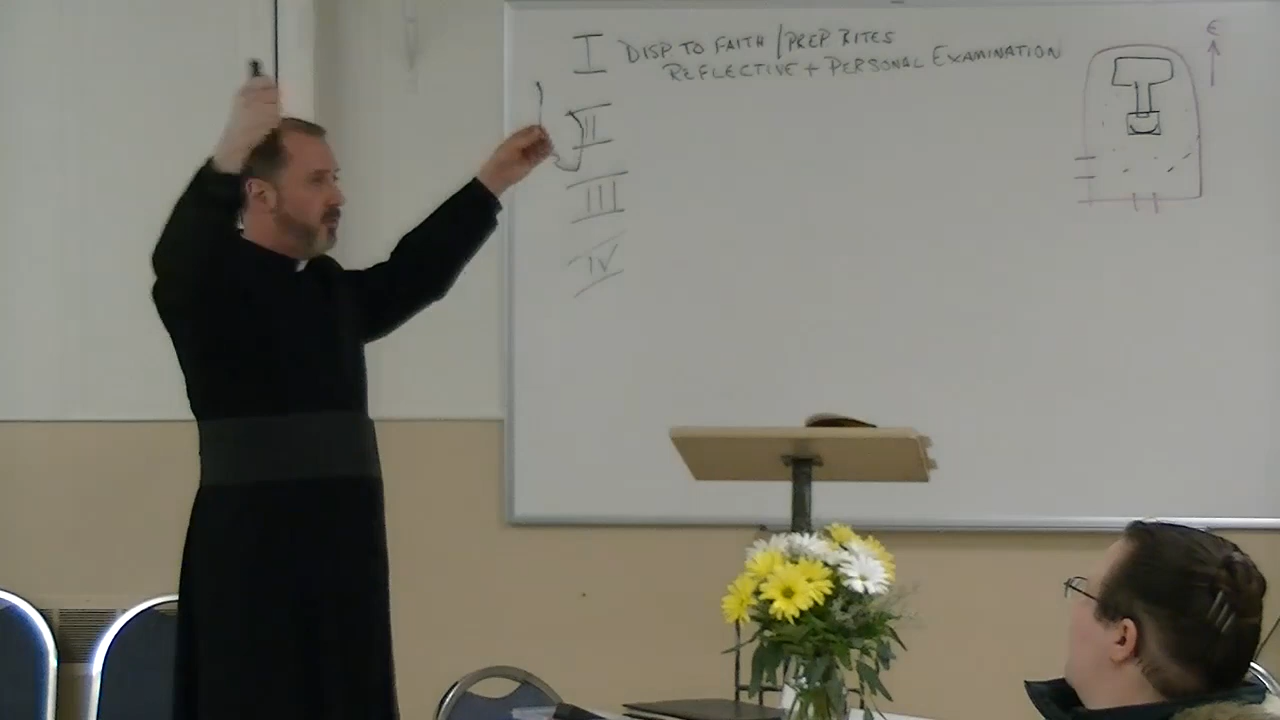 I DISP TO FAITH / PREP RITES
REFLECTIVE + PERSONAL EXAMINATION
II
III
IV
E